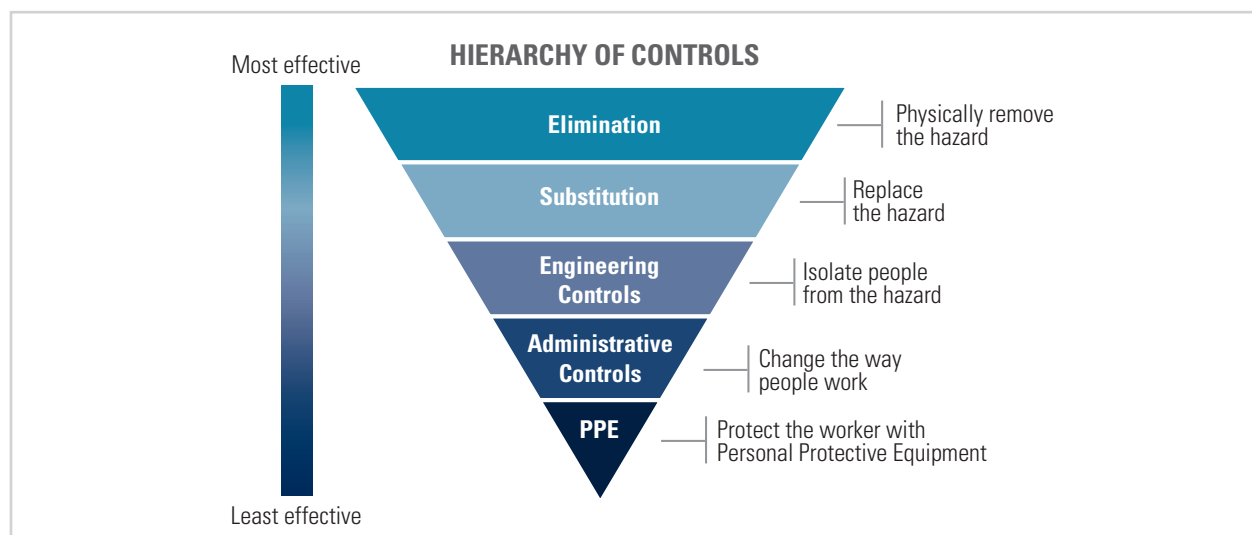 HIERARCHY OF CONTROLS
Most effective
Elimination
Physically remove
the hazard
Substitution
Replace
the hazard
Engineering
Controls
Isolate people
from the hazard
Administrative
Controls
Change the way
people work
PPE
Protect the worker with
Personal Protective Equipment
Least effective